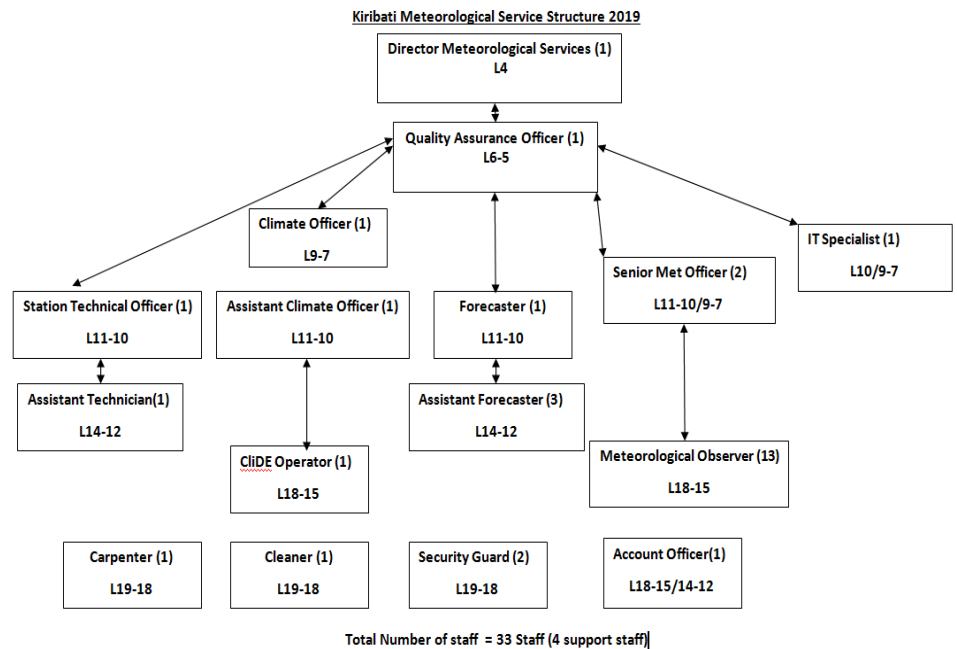 Kiribati Meteorological Service Structure 2019
Director Meteorological Services (1)
L4
Quality Assurance Officer (1)
L6-5
Climate Officer (1)
L9-7
IT Specialist (1)
L10/9-7
Senior Met Officer (2)
L11-10/9-7
Station Technical Officer (1)
L11-10
Assistant Climate Officer (1)
L11-10
Forecaster (1)
L11-10
Assistant Technician(1)
L14-12
Assistant Forecaster (3)
L14-12
CliDE Operator (1)
L18-15
Meteorological Observer (13)
L18-15
Carpenter (1)
L19-18
Cleaner (1)
L19-18
Security Guard (2)
L19-18
Account Officer(1)
L18-15/14-12
Total Number of staff = 33 Staff (4 support staff)